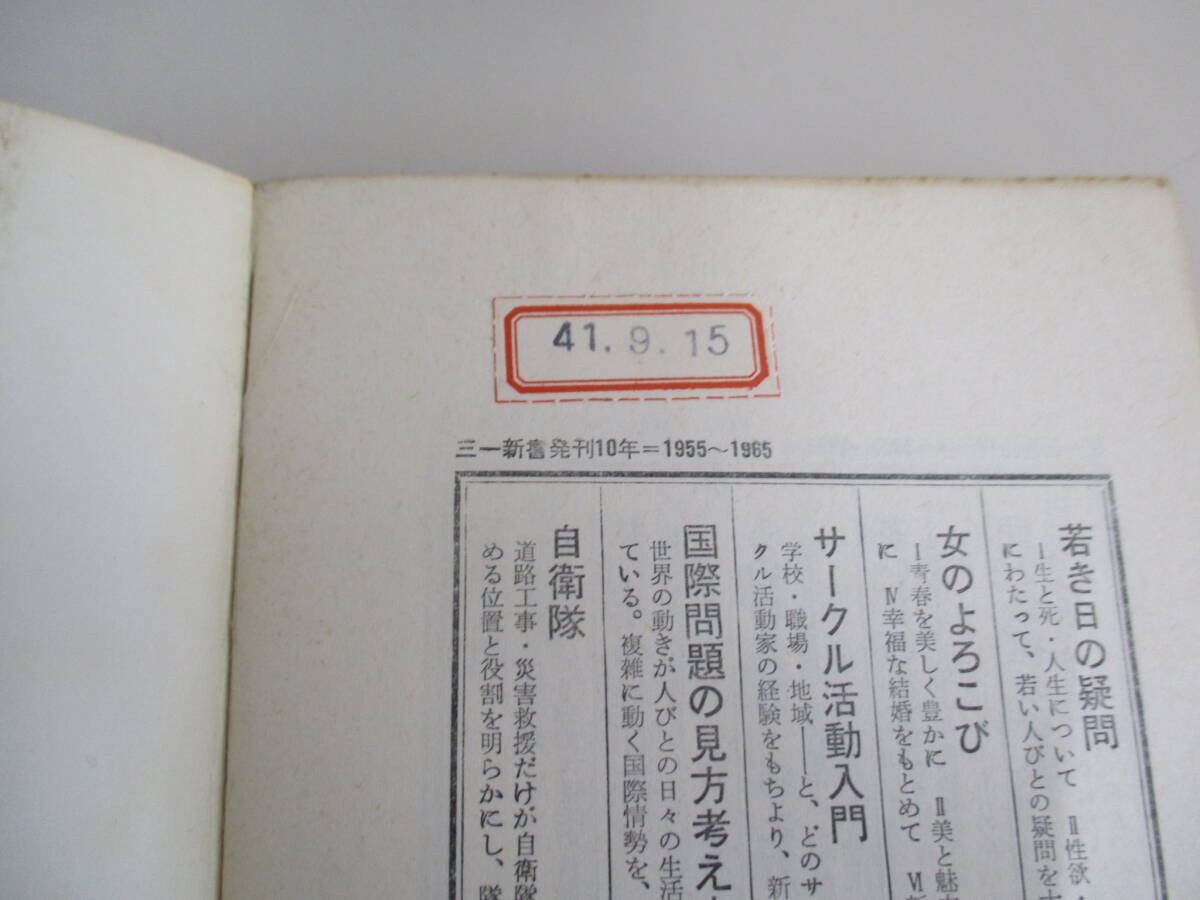 41.9.15
三一新書発刊10年＝1955～1965
若き日の疑問
Ⅰ生と死・人生について　Ⅱ性欲・
にわたって、若い人びとの疑問を
女のよろこび
Ⅰ青春を美しく豊かに　Ⅱ美と魅
に　Ⅳ幸福な結婚をもとめて　Ⅵ
サークル活動入門
学校・職場・地域――と、どのサ
クル活動家の経験をもちより、新
国際問題の見方考え
世界の動きが人びとの日々の生活
ている。複雑に動く国際情勢を、
自衛隊
道路工事・災害救援だけが自衛隊
める位置と役割を明らかにし、隊